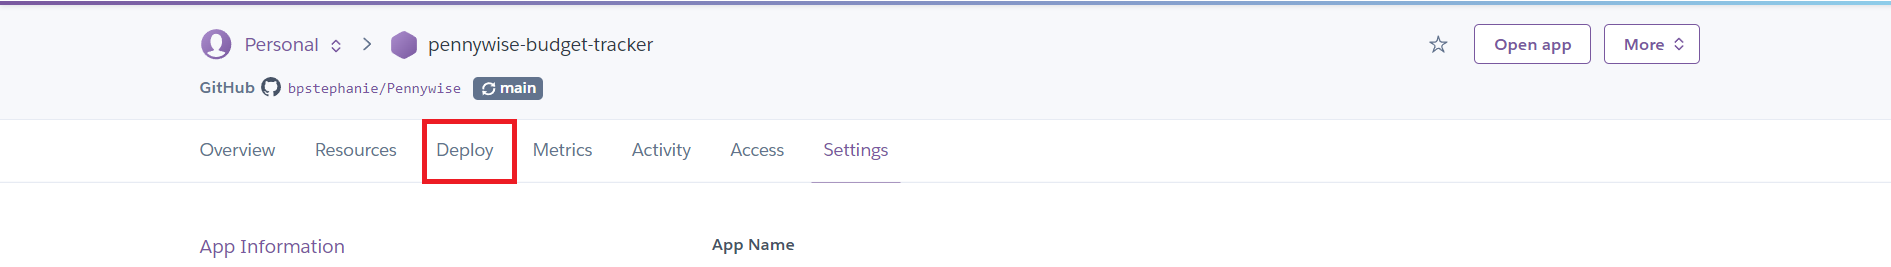 Personal pennywise-budget-tracker Open app More
GitHub bpstephanie/Pennywise main
Overview Resources Deploy Metrics Activity Access Settings
App Information App Name